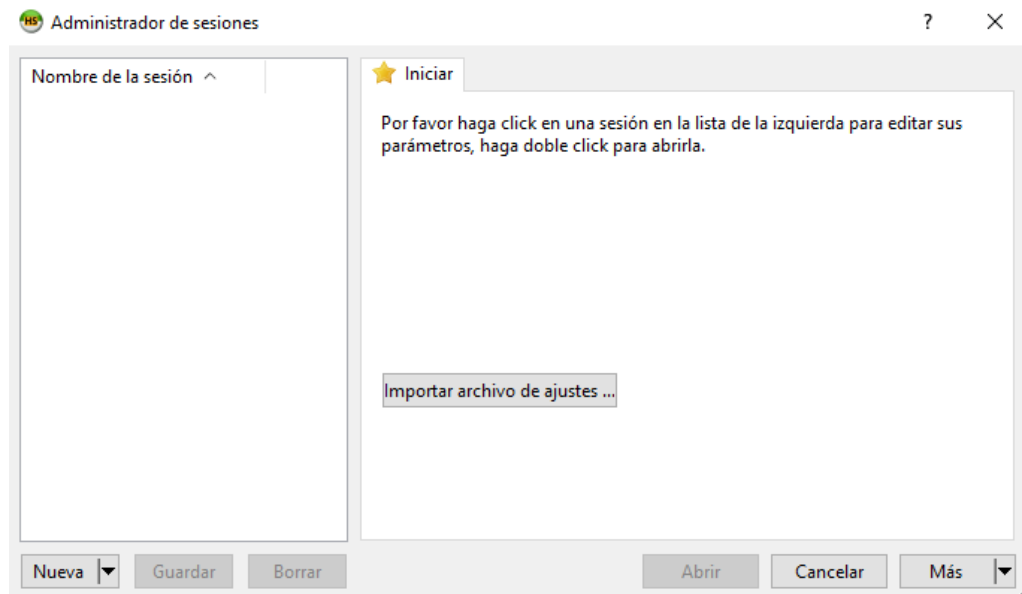 HS Administrador de sesiones ?
Nombre de la sesión
Iniciar
Por favor haga click en una sesión en la lista de la izquierda para editar sus
parámetros, haga doble click para abrirla.
Importar archivo de ajustes ...
Nueva Guardar Borrar Abrir Cancelar Más